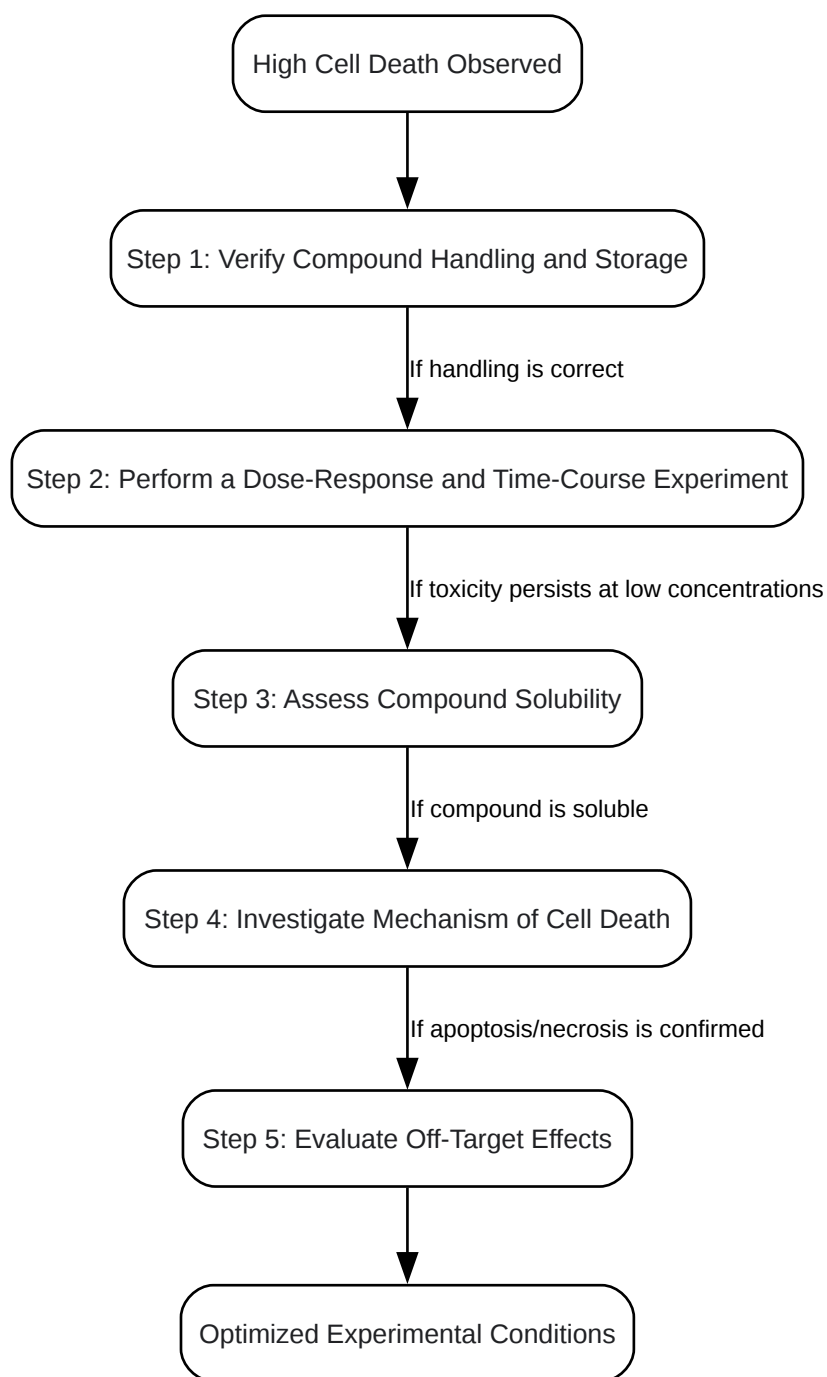 High Cell Death Observed
Step 1: Verify Compound Handling and Storage
If handling is correct
Step 2: Perform a Dose-Response and Time-Course Experiment
If toxicity persists at low concentrations
Step 3: Assess Compound Solubility
If compound is soluble
Step 4: Investigate Mechanism of Cell Death
If apoptosis/necrosis is confirmed
Step 5: Evaluate Off-Target Effects
Optimized Experimental Conditions